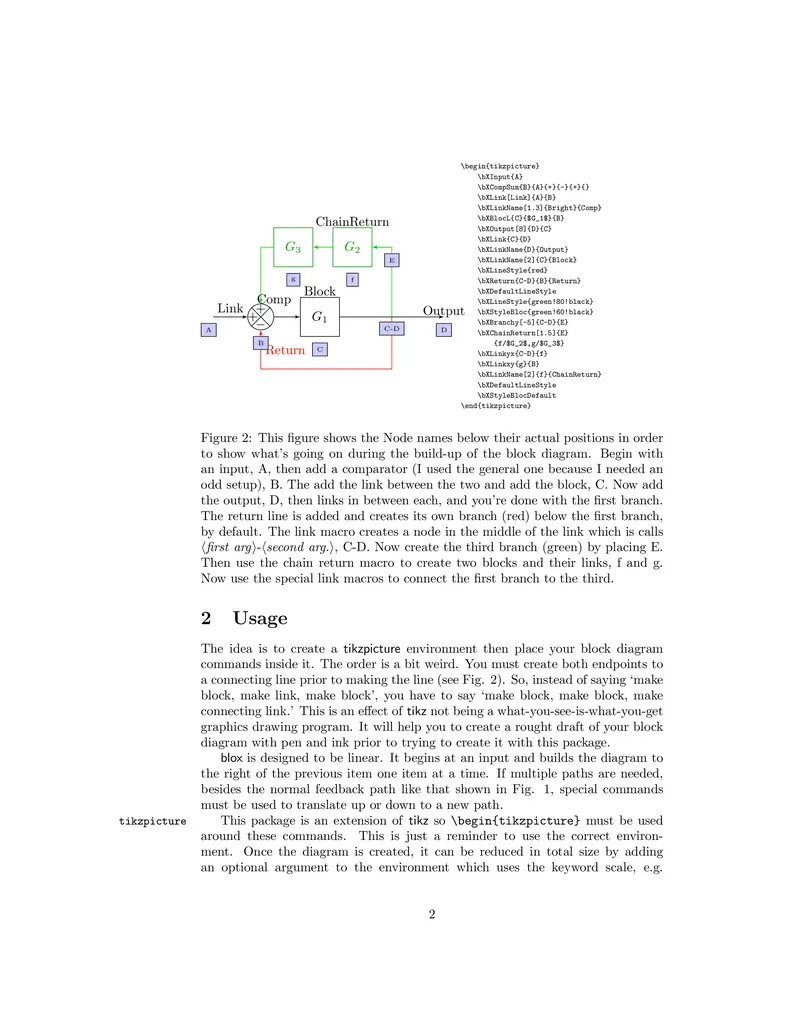 \begin{tikzpicture}
\bXInput{A}
\bXCompSum{B}{A}{+}{-}{+}{}
\bXLink[Link]{A}{B}
\bXLinkName[1.3]{Bright}{Comp}
\bXBlocL{C}{$G_1$}{B}
\bXOutput[8]{D}{C}
\bXLink{C}{D}
\bXLinkName{D}{Output}
\bXLinkName[2]{C}{Block}
\bXLineStyle{red}
\bXReturn{C-D}{B}{Return}
\bXDefaultLineStyle
\bXLineStyle{green!80!black}
\bXStyleBloc{green!60!black}
\bXBranchy[-5]{C-D}{E}
\bXChainReturn[1.5]{E}
{f/$G_2$,g/$G_3$}
\bXLinkyx{C-D}{f}
\bXLinkxy{g}{B}
\bXLinkName[2]{f}{ChainReturn}
\bXDefaultLineStyle
\bXStyleBlocDefault
\end{tikzpicture}
ChainReturn
G3 G2
E
g f
Block
Comp
Link + + − G1 Output
A C-D D
B Return C
Figure 2: This figure shows the Node names below their actual positions in order
to show what's going on during the build-up of the block diagram. Begin with
an input, A, then add a comparator (I used the general one because I needed an
odd setup), B. The add the link between the two and add the block, C. Now add
the output, D, then links in between each, and you're done with the first branch.
The return line is added and creates its own branch (red) below the first branch,
by default. The link macro creates a node in the middle of the link which is calls
⟨first arg⟩-⟨second arg.⟩, C-D. Now create the third branch (green) by placing E.
Then use the chain return macro to create two blocks and their links, f and g.
Now use the special link macros to connect the first branch to the third.
2 Usage
The idea is to create a tikzpicture environment then place your block diagram
commands inside it. The order is a bit weird. You must create both endpoints to
a connecting line prior to making the line (see Fig. 2). So, instead of saying ‘make
block, make link, make block’, you have to say ‘make block, make block, make
connecting link.’ This is an effect of tikz not being a what-you-see-is-what-you-get
graphics drawing program. It will help you to create a rought draft of your block
diagram with pen and ink prior to trying to create it with this package.
blox is designed to be linear. It begins at an input and builds the diagram to
the right of the previous item one item at a time. If multiple paths are needed,
besides the normal feedback path like that shown in Fig. 1, special commands
must be used to translate up or down to a new path.
tikzpicture This package is an extension of tikz so \begin{tikzpicture} must be used
around these commands. This is just a reminder to use the correct environ-
ment. Once the diagram is created, it can be reduced in total size by adding
an optional argument to the environment which uses the keyword scale, e.g.
2